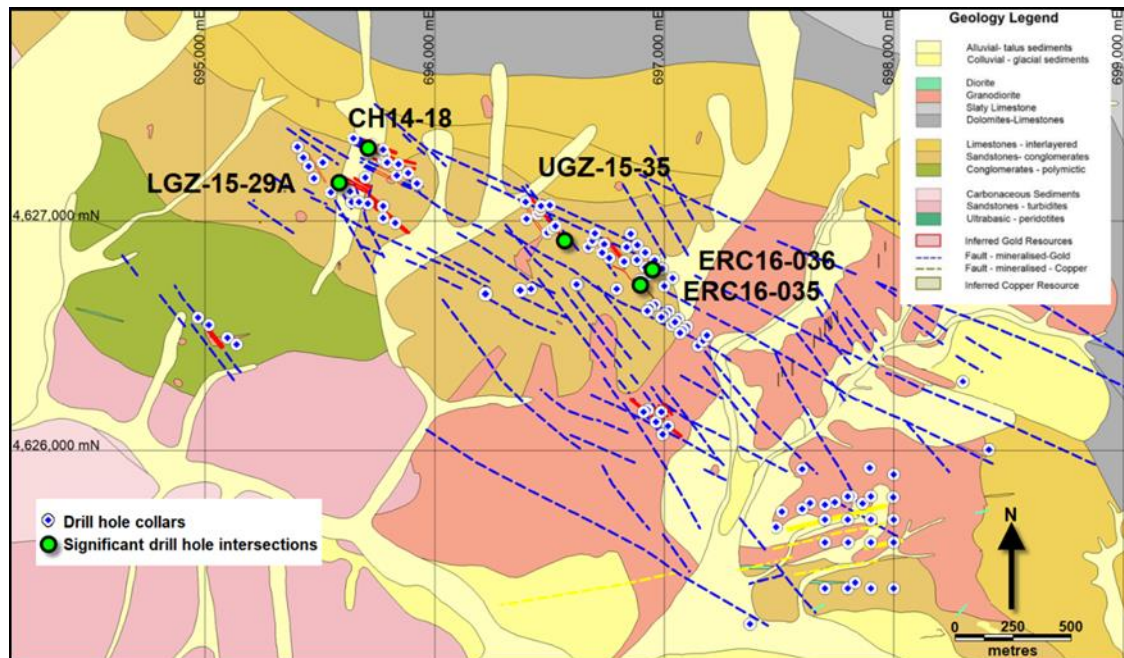 695,000 mE
696,000 mE
697,000 mE
698,000 mE
699,000 mE
4,627,000 mN
4,626,000 mN
CH14-18
LGZ-15-29A
UGZ-15-35
ERC16-036
ERC16-035
Geology Legend
Alluvial- talus sediments
Colluvial - glacial sediments
Diorite
Granodiorite
Slaty Limestone
Dolomites-Limestones
Limestones - interlayered
Sandstones- conglomerates
Conglomerates - polymictic
Carbonaceous Sediments
Sandstones - turbidites
Ultrabasic - peridotites
Inferred Gold Resources
Fault - mineralised-Gold
Fault - mineralised - Copper
Inferred Copper Resource
Drill hole collars
Significant drill hole intersections
N
0 250 500
metres